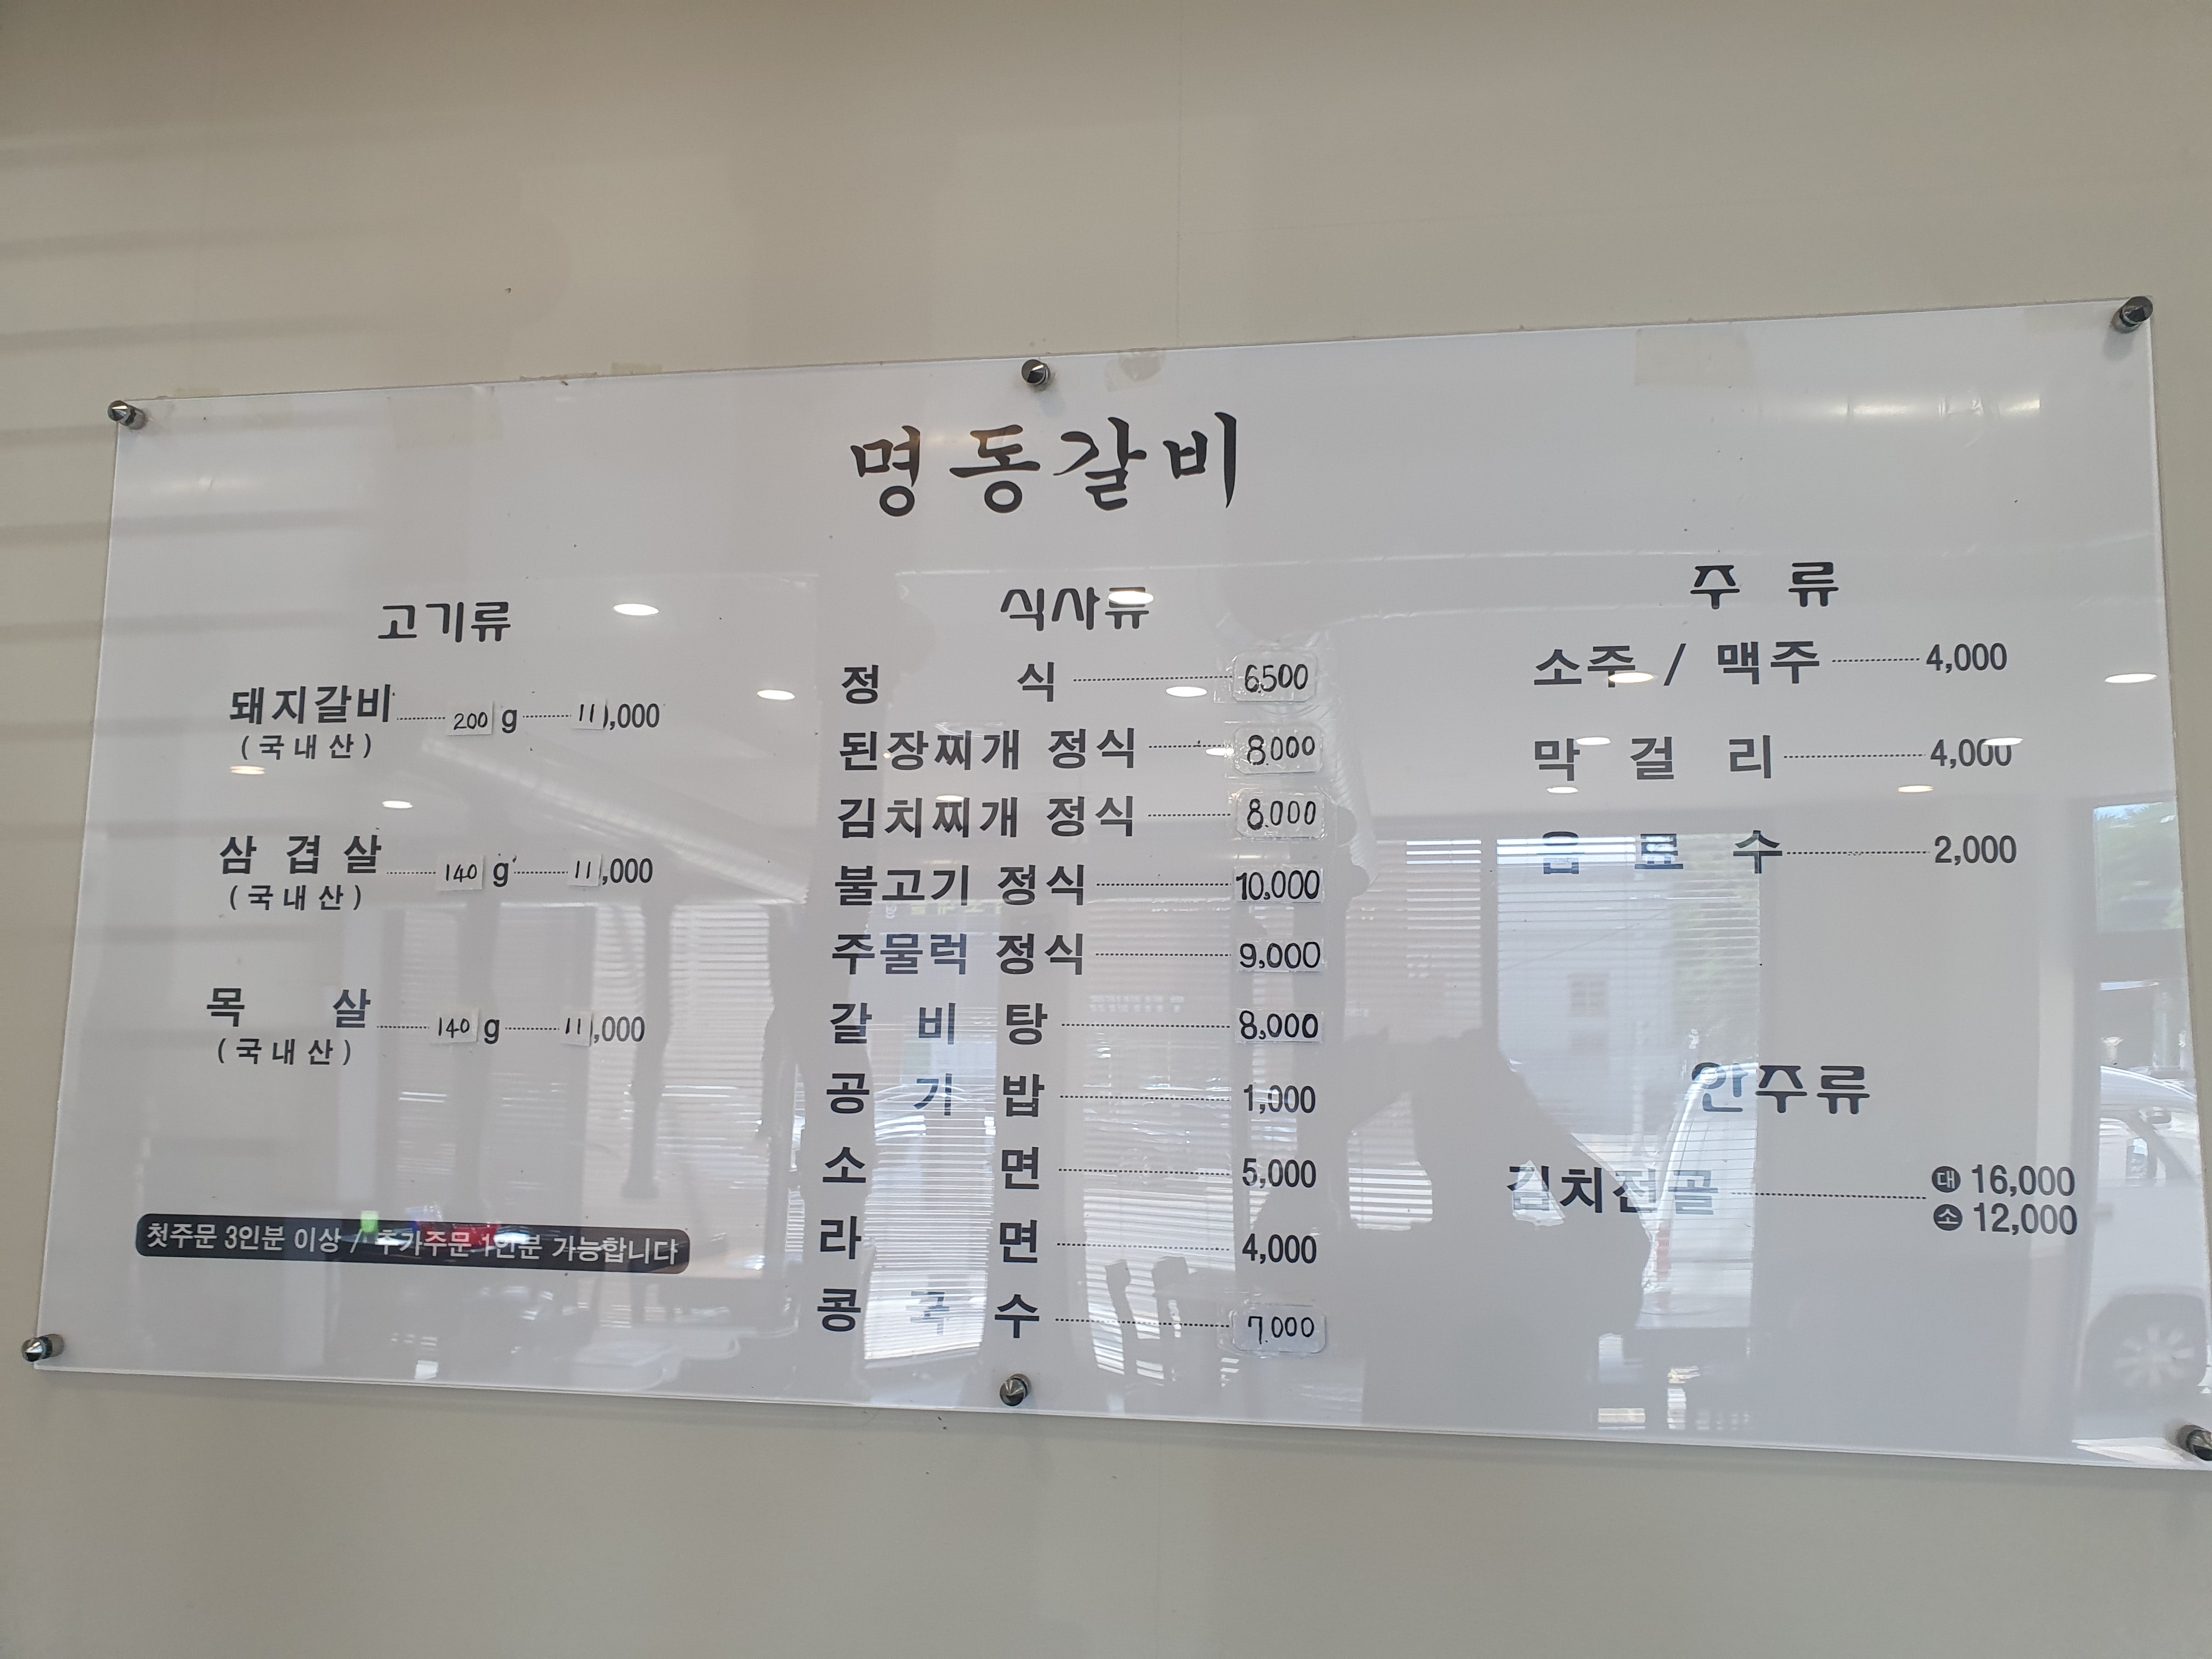 명동갈비
고기류
돼지갈비 200 g 11,000
(국내산)
삼겹살 140 g 11,000
(국내산)
목살 140 g 11,000
(국내산)
첫주문 3인분 이상 / 추가주문 1인분 가능합니다
식사류
정식 6,500
된장찌개 정식 8,000
김치찌개 정식 8,000
불고기 정식 10,000
주물럭 정식 9,000
갈비탕 8,000
공기밥 1,000
소면 5,000
라면 4,000
콩국수 7,000
주류
소주 / 맥주 4,000
막걸리 4,000
음료수 2,000
안주류
김치전골 대 16,000
소 12,000